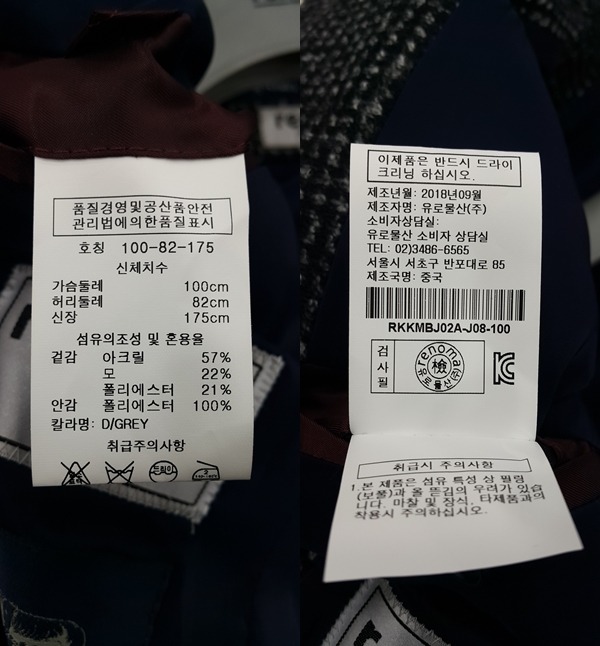 품질경영및공산품안전
관리법에의한품질표시
호칭 100-82-175
신체치수
가슴둘레 100cm
허리둘레 82cm
신장 175cm
섬유의조성 및 혼용율
겉감 아크릴 57%
모 22%
폴리에스터 21%
안감 폴리에스터 100%
칼라명: D/GREY
취급주의사항
드라이
이제품은 반드시 드라이
크리닝 하십시오.
제조년월: 2018년09월
제조자명: 유로물산(주)
소비자상담실:
유로물산 소비자 상담실
TEL: 02)3486-6565
서울시 서초구 반포대로 85
제조국명: 중국
RKKMBJ02A-J08-100
검사필
renoma
檢
유로물산(주)
취급시 주의사항
1.본 제품은 섬유 특성 상 필링
(보풀)과 올 뜯김의 우려가 있습
니다. 마찰 및 장식, 타제품과의
착용시 주의하십시오.